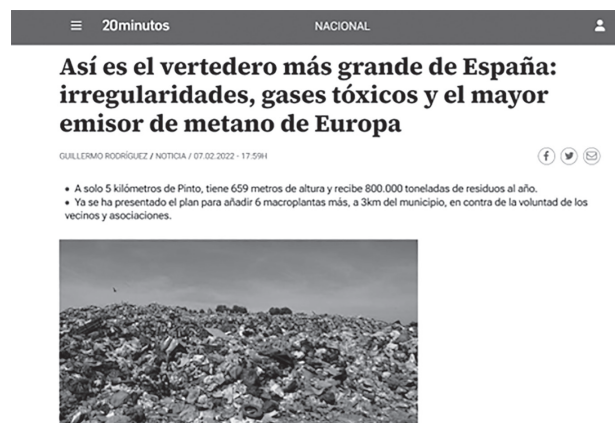 20minutos
NACIONAL
Así es el vertedero más grande de España:
irregularidades, gases tóxicos y el mayor
emisor de metano de Europa
GUILLERMO RODRÍGUEZ / NOTICIA / 07.02.2022 - 17:59H
• A solo 5 kilómetros de Pinto, tiene 659 metros de altura y recibe 800.000 toneladas de residuos al año.
• Ya se ha presentado el plan para añadir 6 macroplantas más, a 3km del municipio, en contra de la voluntad de los
vecinos y asociaciones.